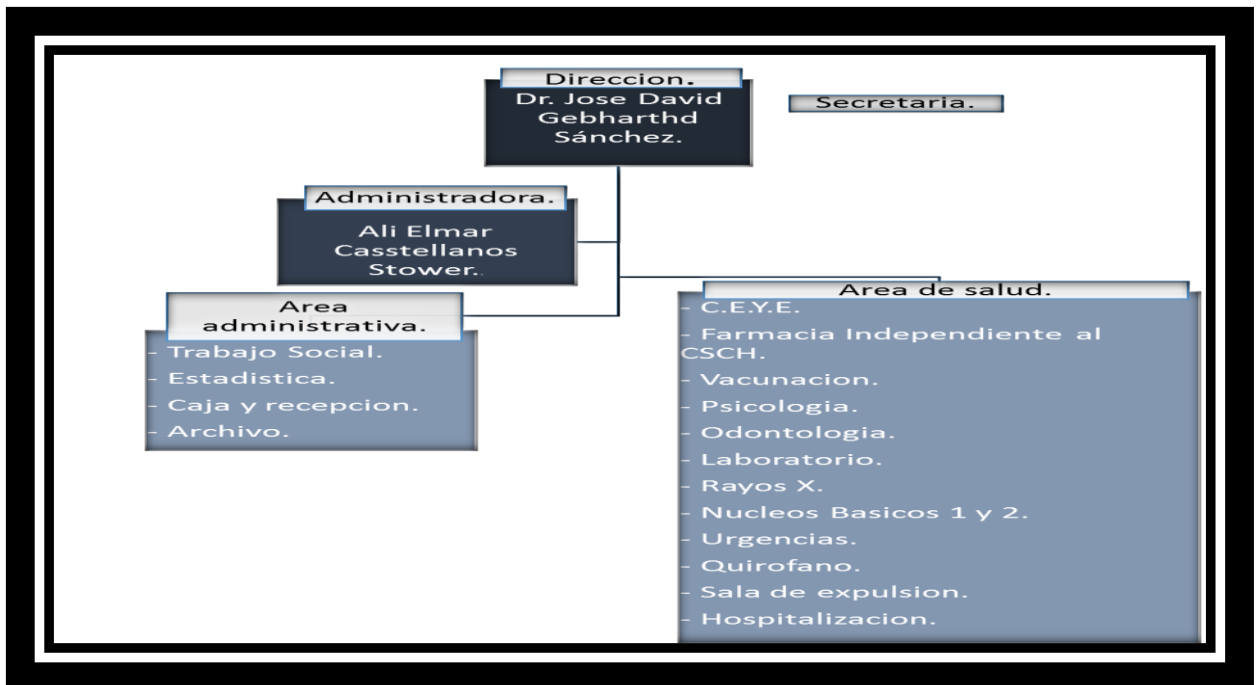 Direccion.
Dr. Jose David
Gebharthd
Sánchez.
Secretaria.
Administradora.
Ali Elmar
Casstellanos
Stower.
Area
administrativa.
- Trabajo Social.
- Estadistica.
- Caja y recepcion.
- Archivo.
Area de salud.
- C.E.Y.E.
- Farmacia Independiente al
CSCH.
- Vacunacion.
- Psicologia.
- Odontologia.
- Laboratorio.
- Rayos X.
- Nucleos Basicos 1 y 2.
- Urgencias.
- Quirofano.
- Sala de expulsion.
- Hospitalizacion.